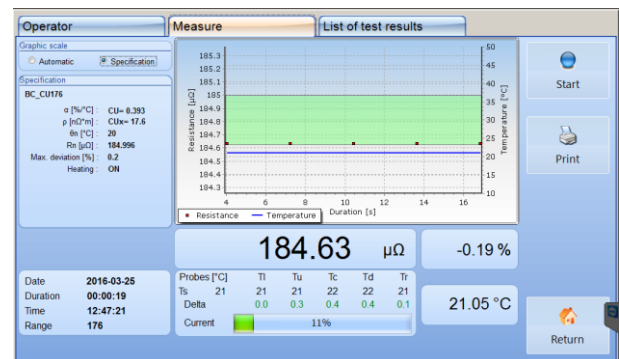 Operator
Measure
List of test results
Graphic scale
Automatic
Specification
Specification
BC_CU176
α [%/°C] : CU= 0.393
ρ [nΩ*m] : CUx= 17.6
θn [°C] : 20
Rn [µΩ] : 184.996
Max. deviation [%] : 0.2
Heating : ON
Resistance [µΩ]
185.3
185.2
185.1
185
184.9
184.8
184.7
184.6
184.5
184.4
184.3
4 6 8 10 12 14 16
Duration [s]
50
45
40
35
30
25
20
15
10
Temperature [°C]
Resistance Temperature
Start
Print
Return
184.63 µΩ
-0.19 %
Date 2016-03-25
Duration 00:00:19
Time 12:47:21
Range 176
Probes [°C] Tl Tu Tc Td Tr
Ts 21 21 21 22 22 21
Delta 0.0 0.3 0.4 0.4 0.1
Current 11%
21.05 °C